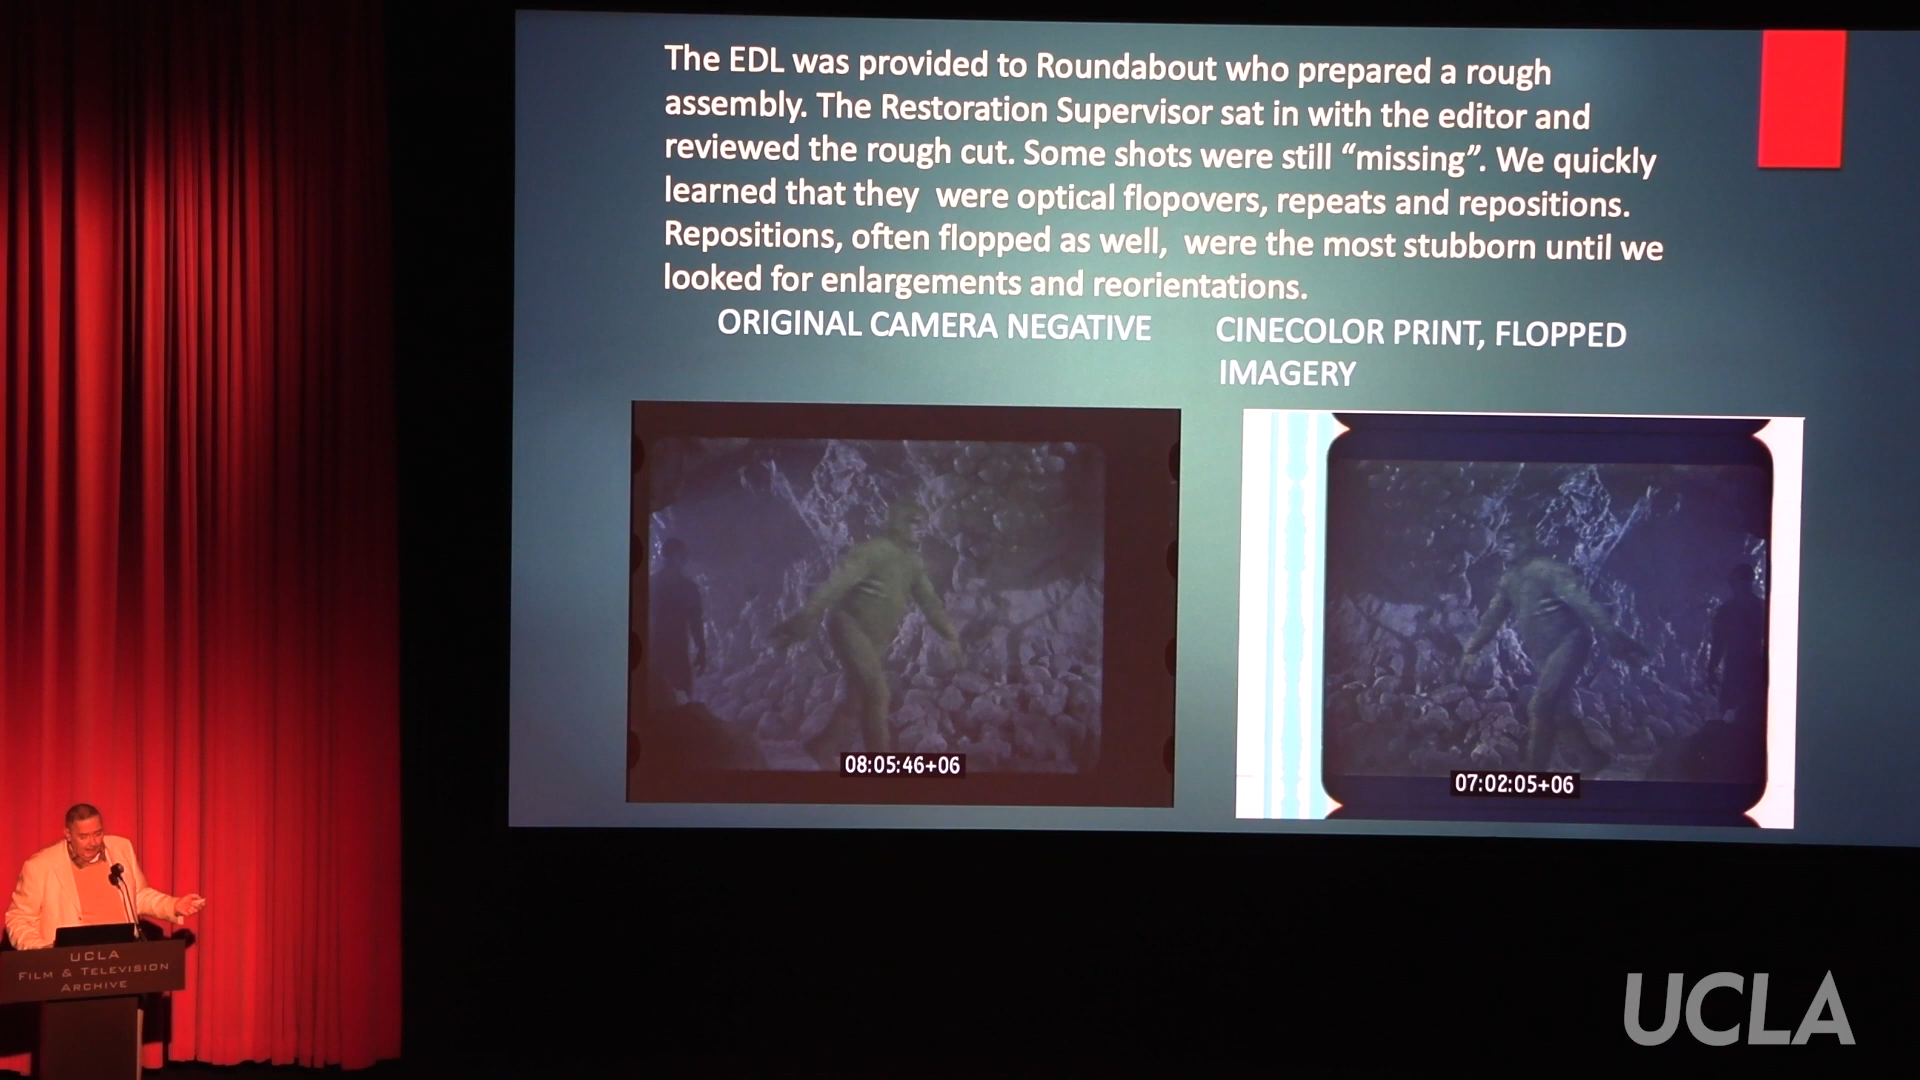 The EDL was provided to Roundabout who prepared a rough
assembly. The Restoration Supervisor sat in with the editor and
reviewed the rough cut. Some shots were still “missing”. We quickly
learned that they  were optical flopovers, repeats and repositions.
Repositions, often flopped as well,  were the most stubborn until we
looked for enlargements and reorientations.
ORIGINAL CAMERA NEGATIVE
CINECOLOR PRINT, FLOPPED
IMAGERY
08:05:46+06
07:02:05+06
UCLA
FILM & TELEVISION
ARCHIVE
UCLA